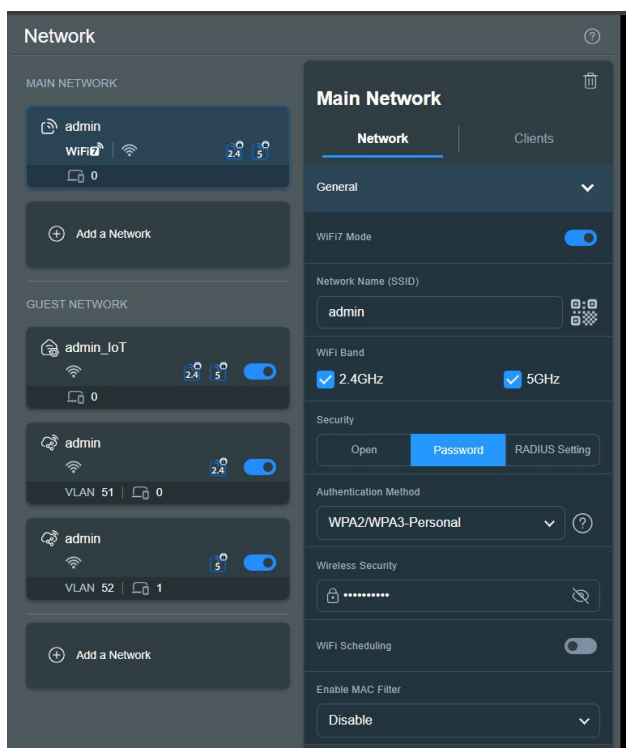 Network
MAIN NETWORK
admin
WiFi 7
2.4 5
0
Add a Network
GUEST NETWORK
admin_IoT
2.4 5
0
admin
2.4
VLAN 51 0
admin
5
VLAN 52 1
Add a Network
Main Network
Network Clients
General
WiFi7 Mode
Network Name (SSID)
admin
WiFi Band
2.4GHz 5GHz
Security
Open Password RADIUS Setting
Authentication Method
WPA2/WPA3-Personal
?
Wireless Security
••••••••••
WiFi Scheduling
Enable MAC Filter
Disable